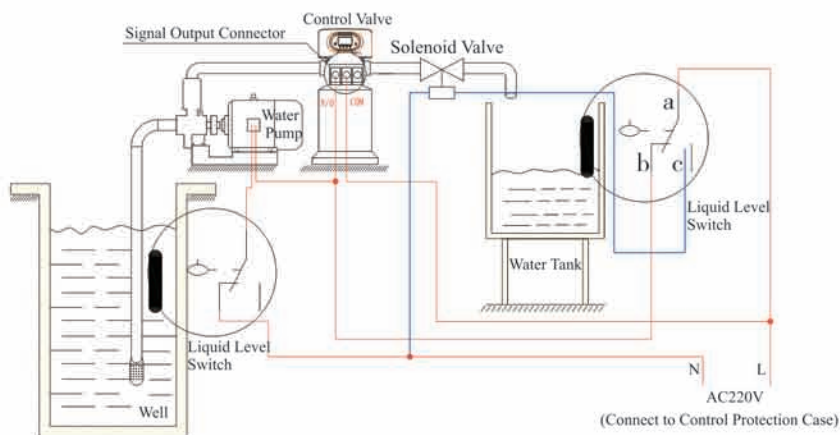 Control Valve
Signal Output Connector
Solenoid Valve
N/O COM
Water
Pump
a
b
c
Liquid Level
Switch
Water Tank
Liquid Level
Switch
Well
N
L
AC220V
(Connect to Control Protection Case)